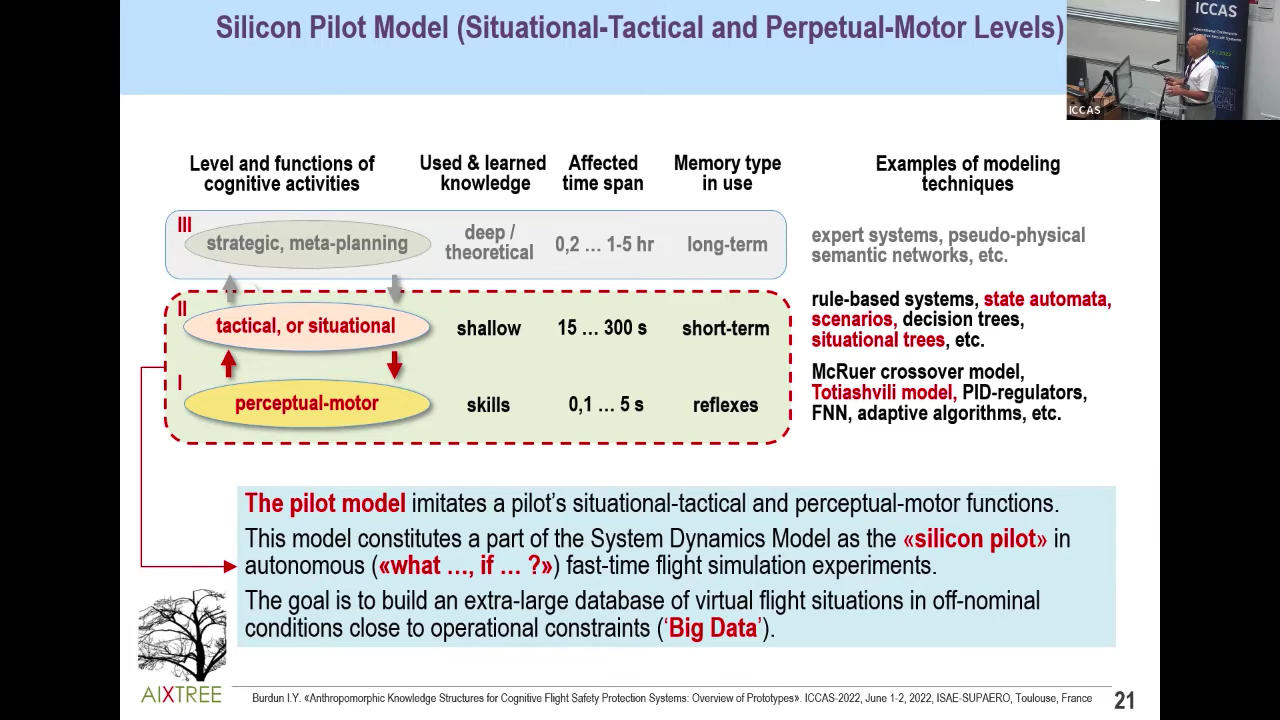 Silicon Pilot Model (Situational-Tactical and Perpetual-Motor Levels)
ICCAS
ICCAS
Level and functions of
cognitive activities
Used & learned
knowledge
Affected
time span
Memory type
in use
Examples of modeling
techniques
III
strategic, meta-planning
deep /
theoretical
0,2 … 1-5 hr
long-term
expert systems, pseudo-physical
semantic networks, etc.
II
tactical, or situational
shallow
15 … 300 s
short-term
rule-based systems, state automata,
scenarios, decision trees,
situational trees, etc.
I
perceptual-motor
skills
0,1 … 5 s
reflexes
McRuer crossover model,
Totiashvili model, PID-regulators,
FNN, adaptive algorithms, etc.
The pilot model imitates a pilot’s situational-tactical and perceptual-motor functions.
This model constitutes a part of the System Dynamics Model as the «silicon pilot» in
autonomous («what …, if … ?») fast-time flight simulation experiments.
The goal is to build an extra-large database of virtual flight situations in off-nominal
conditions close to operational constraints (‘Big Data’).
AIXTREE
Burdun I.Y. «Anthropomorphic Knowledge Structures for Cognitive Flight Safety Protection Systems: Overview of Prototypes». ICCAS-2022, June 1-2, 2022, ISAE-SUPAERO, Toulouse, France
21